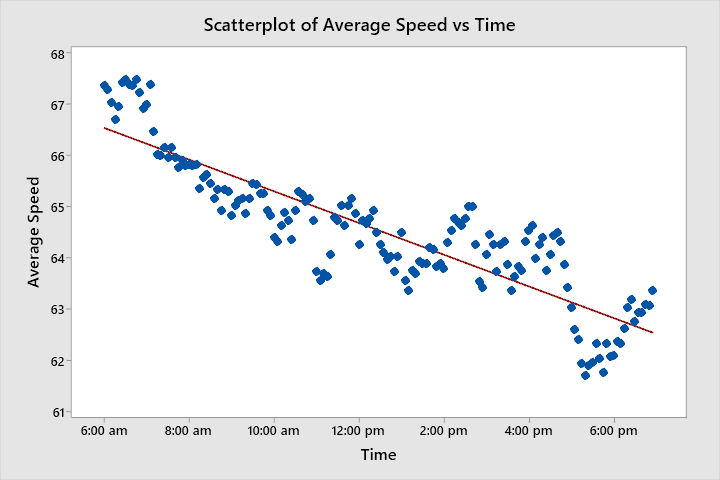 Scatterplot of Average Speed vs Time
68
67
66
65
64
63
62
61
Average Speed
6:00 am 8:00 am 10:00 am 12:00 pm 2:00 pm 4:00 pm 6:00 pm
Time